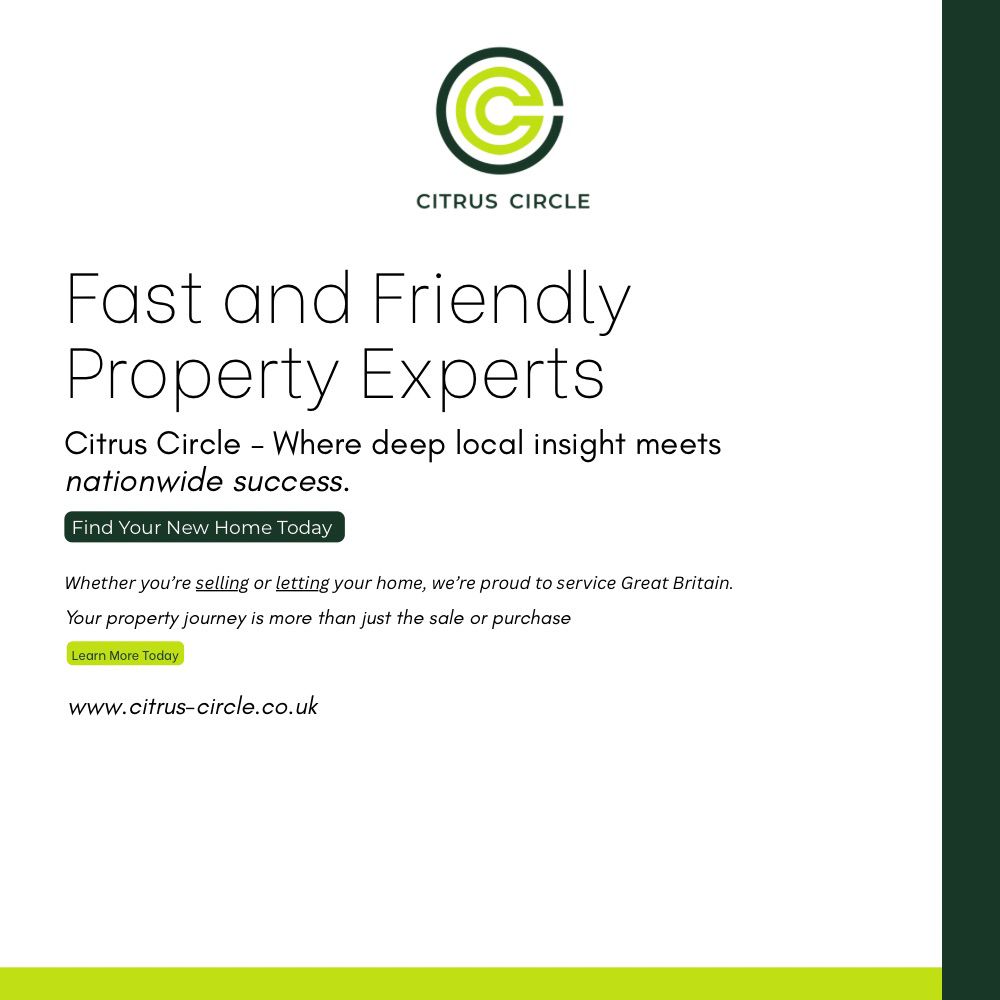 CITRUS CIRCLE
Fast and Friendly
Property Experts
Citrus Circle – Where deep local insight meets
nationwide success.
Find Your New Home Today
Whether you’re selling or letting your home, we’re proud to service Great Britain.
Your property journey is more than just the sale or purchase
Learn More Today
www.citrus-circle.co.uk